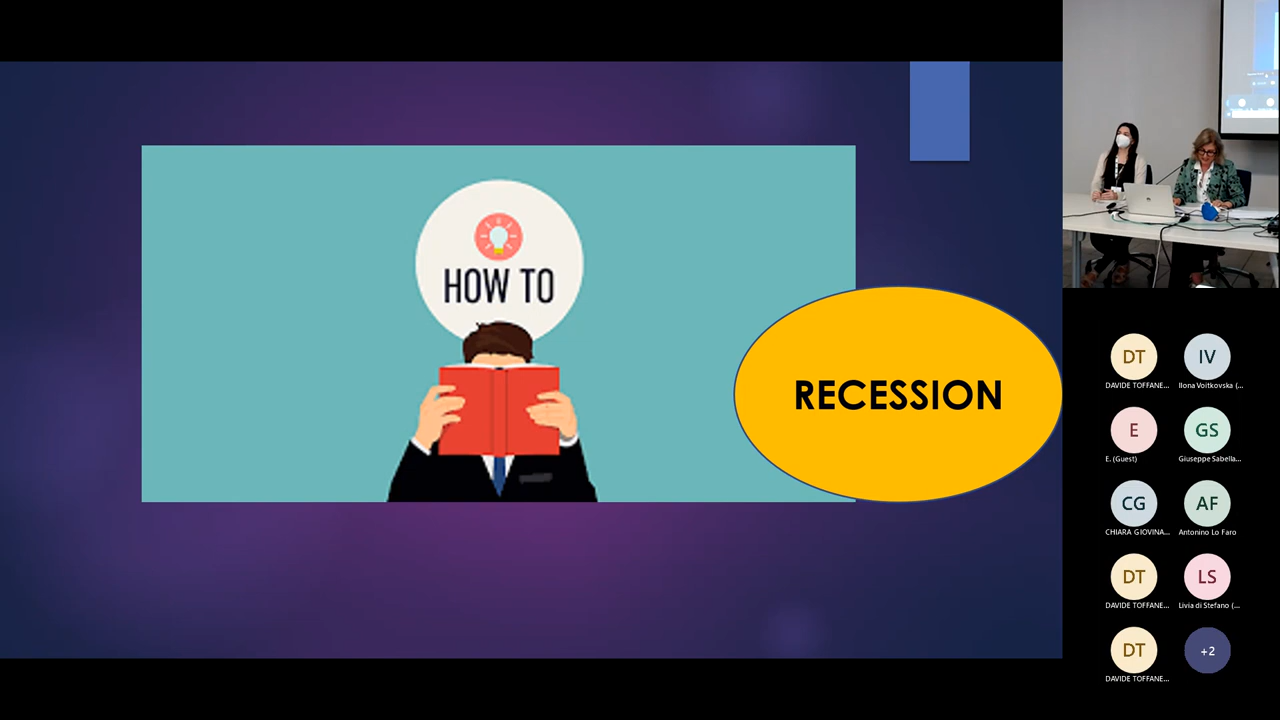 HOW TO
RECESSION
DT
DAVIDE TOFFANE...
IV
Ilona Voitkovska (...
E
E. (Guest)
GS
Giuseppe Sabella...
CG
CHIARA GIOVINA...
AF
Antonino Lo Faro
DT
DAVIDE TOFFANE...
LS
Livia di Stefano (...
DT
DAVIDE TOFFANE...
+2